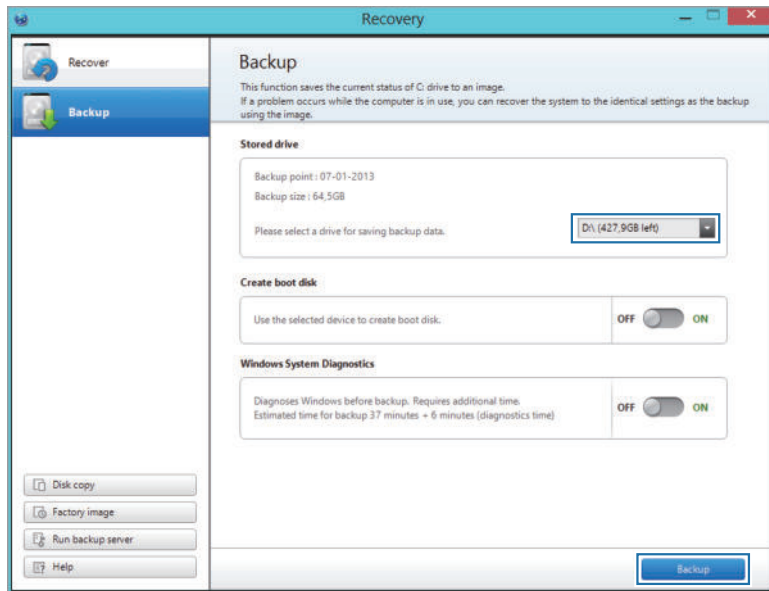 Recovery
Recover
Backup
Disk copy
Factory image
Run backup server
Help
Backup
This function saves the current status of C: drive to an image.
If a problem occurs while the computer is in use, you can recover the system to the identical settings as the backup
using the image.
Stored drive
Backup point : 07-01-2013
Backup size : 64,5GB
Please select a drive for saving backup data.
D:\ (427,9GB left)
Create boot disk
Use the selected device to create boot disk.
OFF ON
Windows System Diagnostics
Diagnoses Windows before backup. Requires additional time.
Estimated time for backup 37 minutes + 6 minutes (diagnostics time)
OFF ON
Backup